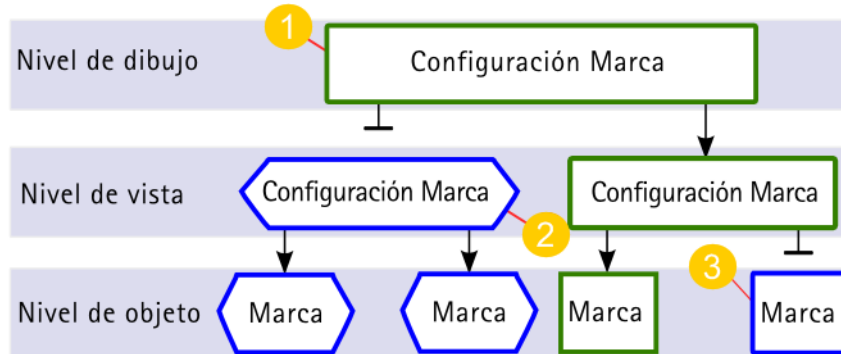 1
Nivel de dibujo
Configuración Marca
Nivel de vista
Configuración Marca
Configuración Marca
2
3
Nivel de objeto
Marca
Marca
Marca
Marca